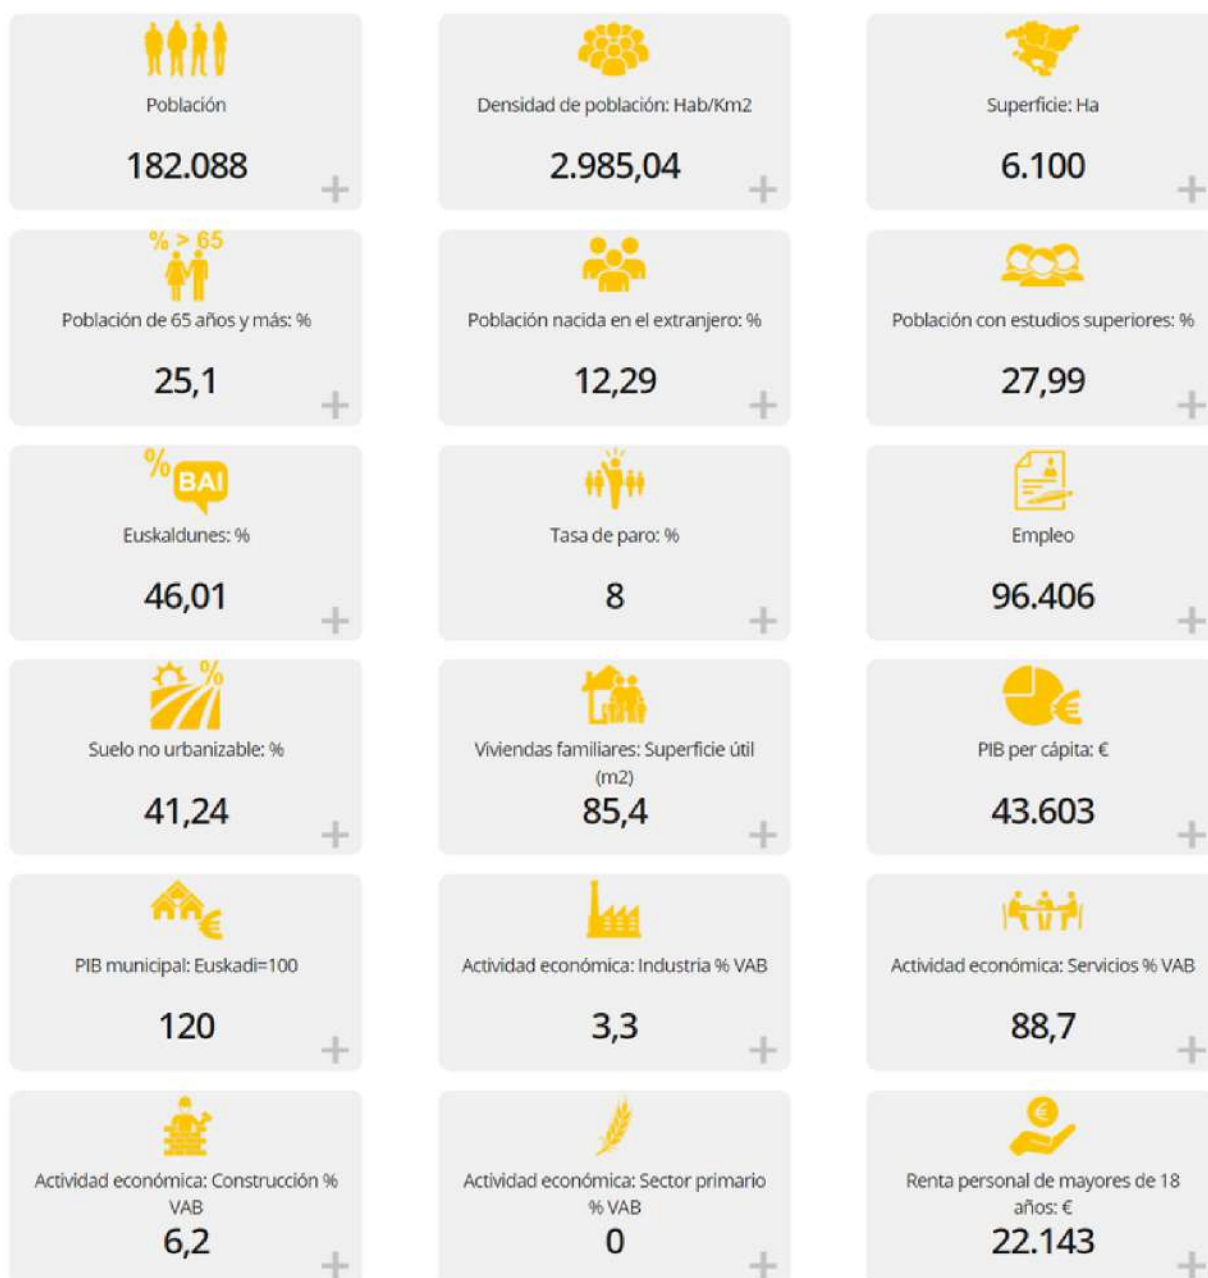 Población
182.088
Densidad de población: Hab/Km2
2.985,04
Superficie: Ha
6.100
% > 65
Población de 65 años y más: %
25,1
Población nacida en el extranjero: %
12,29
Población con estudios superiores: %
27,99
%
BAI
Euskaldunes: %
46,01
Tasa de paro: %
8
Empleo
96.406
%
Suelo no urbanizable: %
41,24
Viviendas familiares: Superficie útil
(m2)
85,4
€
PIB per cápita: €
43.603
€
PIB municipal: Euskadi=100
120
Actividad económica: Industria % VAB
3,3
Actividad económica: Servicios % VAB
88,7
Actividad económica: Construcción %
VAB
6,2
Actividad económica: Sector primario
% VAB
0
€
Renta personal de mayores de 18
años: €
22.143